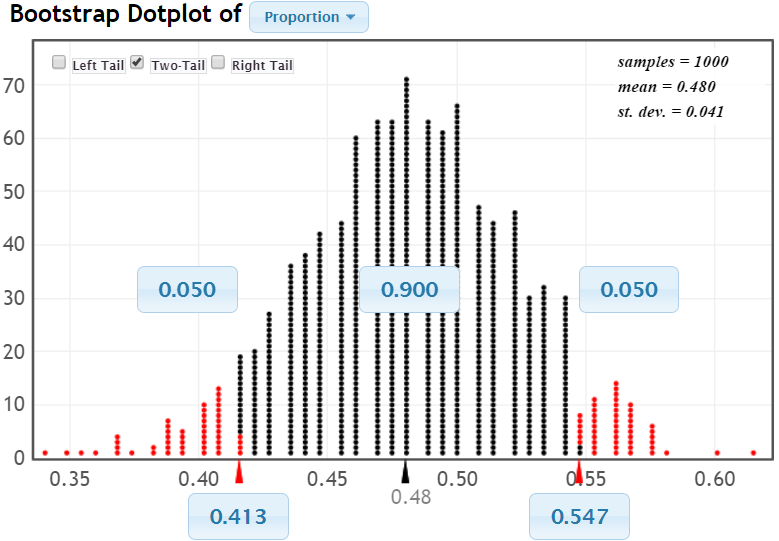 Bootstrap Dotplot of Proportion
Left Tail Two-Tail Right Tail
samples = 1000
mean = 0.480
st. dev. = 0.041
70
60
50
40
30
20
10
0
0.050 0.900 0.050
0.35 0.40 0.45 0.50 0.55 0.60
0.48
0.413 0.547